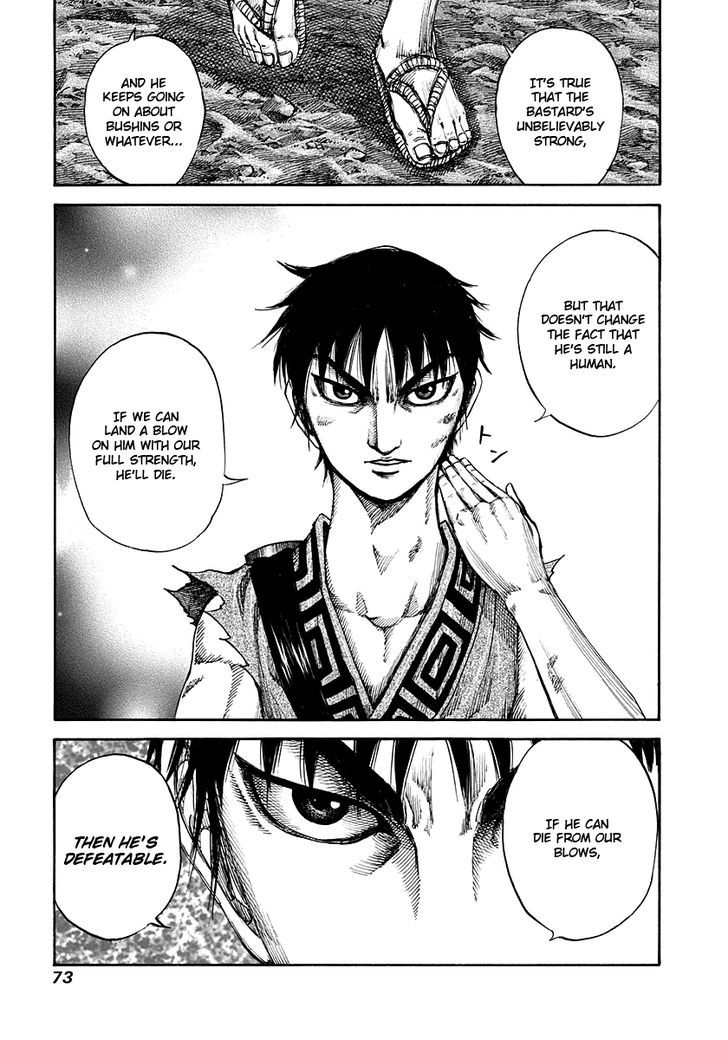 IT'S TRUE
THAT THE
BASTARD'S
UNBELIEVABLY
STRONG,
AND HE
KEEPS GOING
ON ABOUT
BUSHINS OR
WHATEVER...
BUT THAT
DOESN'T CHANGE
THE FACT THAT
HE'S STILL A
HUMAN.
トン
IF WE CAN
LAND A BLOW
ON HIM WITH OUR
FULL STRENGTH,
HE'LL DIE.
IF HE CAN
DIE FROM OUR
BLOWS,
THEN HE'S
DEFEATABLE.
73